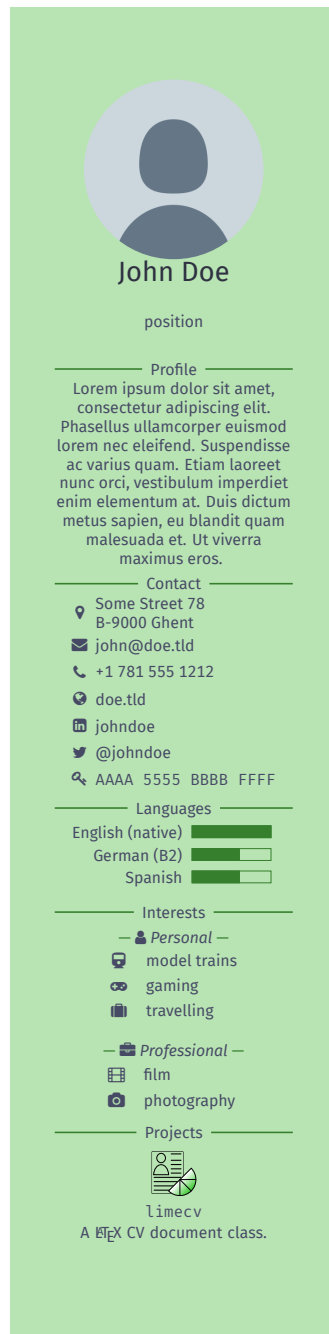 John Doe
position
Profile
Lorem ipsum dolor sit amet,
consectetur adipiscing elit.
Phasellus ullamcorper euismod
lorem nec eleifend. Suspendisse
ac varius quam. Etiam laoreet
nunc orci, vestibulum imperdiet
enim elementum at. Duis dictum
metus sapien, eu blandit quam
malesuada et. Ut viverra
maximus eros.
Contact
Some Street 78
B-9000 Ghent
john@doe.tld
+1 781 555 1212
doe.tld
johndoe
@johndoe
AAAA 5555 BBBB FFFF
Languages
English (native)
German (B2)
Spanish
Interests
— Personal —
model trains
gaming
travelling
— Professional —
film
photography
Projects
limecv
A LATEX CV document class.